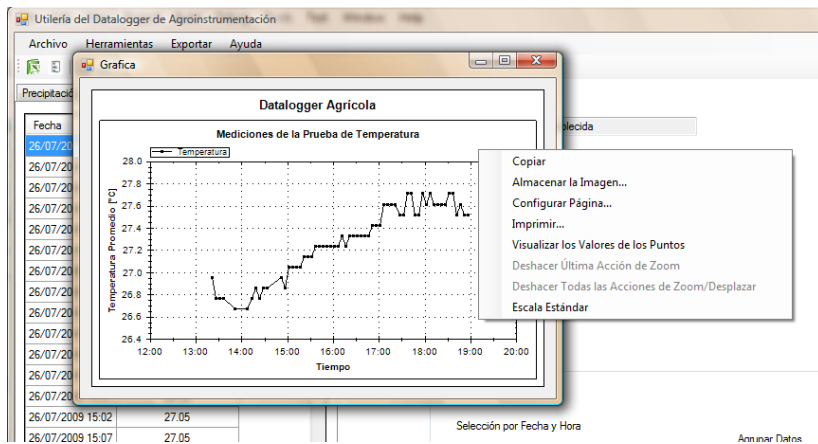 Utilería del Datalogger de Agroinstrumentación
Archivo Herramientas Exportar Ayuda
Grafica
Precipitació
Fecha
blecida
Datalogger Agrícola
Mediciones de la Prueba de Temperatura
Temperatura
Temperatura Promedio [°C]
28.0
27.8
27.6
27.4
27.2
27.0
26.8
26.6
26.4
12:00 13:00 14:00 15:00 16:00 17:00 18:00 19:00 20:00
Tiempo
26/07/20
26/07/20
26/07/20
26/07/20
26/07/20
26/07/20
26/07/20
26/07/20
26/07/20
26/07/20
26/07/20
26/07/20
26/07/20
26/07/2009 15:02 27.05
26/07/2009 15:07 27.05
Copiar
Almacenar la Imagen...
Configurar Página...
Imprimir...
Visualizar los Valores de los Puntos
Deshacer Última Acción de Zoom
Deshacer Todas las Acciones de Zoom/Desplazar
Escala Estándar
Selección por Fecha y Hora
Agrupar Datos